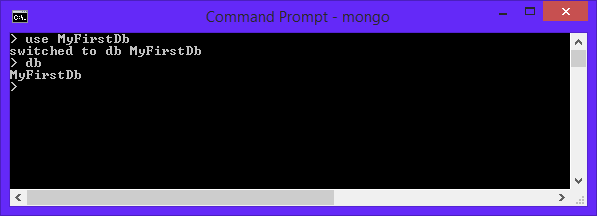 Command Prompt - mongo
> use MyFirstDb
switched to db MyFirstDb
> db
MyFirstDb
>